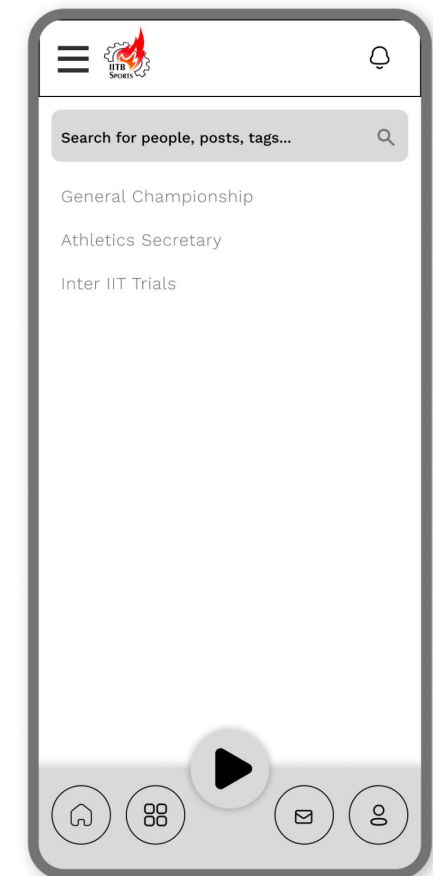 IITB
SPORTS
Search for people, posts, tags...
General Championship
Athletics Secretary
Inter IIT Trials